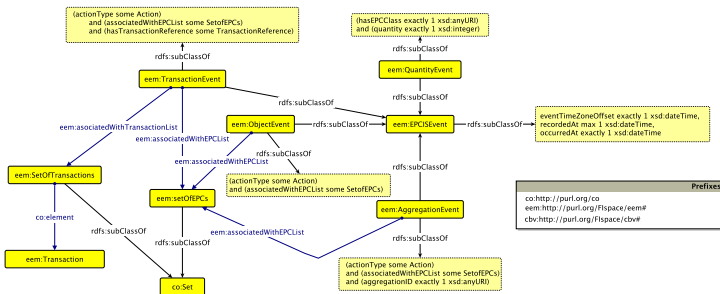 (actionType some Action)
and (associatedWithEPCList some SetofEPCs)
and (hasTransactionReference some TransactionReference)
(hasEPCClass exactly 1 xsd:anyURI)
and (quantity exactly 1 xsd:integer)
rdfs:subClassOf
rdfs:subClassOf
eem:TransactionEvent
eem:QuantityEvent
rdfs:subClassOf
rdfs:subClassOf
eem:asociatedWithTransactionList
eem:associatedWithEPCList
eem:ObjectEvent
rdfs:subClassOf
eem:EPCISEvent
rdfs:subClassOf
eventTimeZoneOffset exactly 1 xsd:dateTime,
recordedAt max 1 xsd:dateTime,
occurredAt exactly 1 xsd:dateTime
eem:associatedWithEPCList
rdfs:subClassOf
rdfs:subClassOf
eem:SetOfTransactions
(actionType some Action)
and (associatedWithEPCList some SetofEPCs)
eem:setOfEPCs
Prefixes
co:http://purl.org/co
eem:http://purl.org/FIspace/eem#
cbv:http://purl.org/FIspace/cbv#
co:element
eem:AggregationEvent
rdfs:subClassOf
eem:associatedWithEPCList
rdfs:subClassOf
rdfs:subClassOf
eem:Transaction
(actionType some Action)
and (associatedWithEPCList some SetofEPCs)
and (aggregationID exactly 1 xsd:anyURI)
co:Set